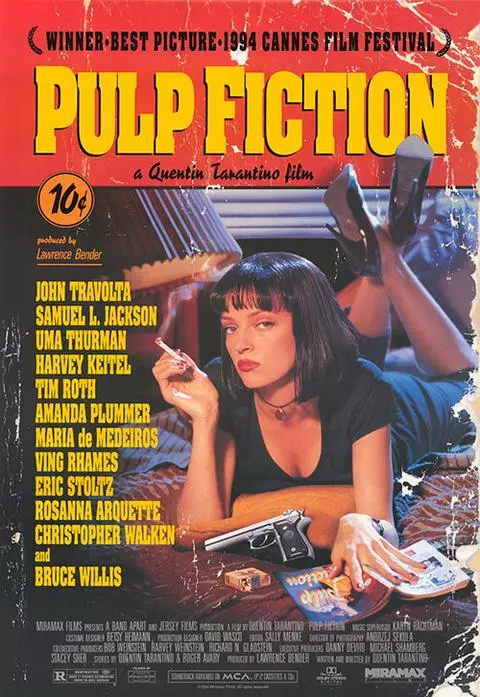 WINNER-BEST PICTURE-1994 CANNES FILM FESTIVAL
PULP FICTION
a Quentin Tarantino film
10¢
produced by
Lawrence Bender
JOHN TRAVOLTA
SAMUEL L. JACKSON
UMA THURMAN
HARVEY KEITEL
TIM ROTH
AMANDA PLUMMER
MARIA de MEDEIROS
VING RHAMES
ERIC STOLTZ
ROSANNA ARQUETTE
CHRISTOPHER WALKEN
and
BRUCE WILLIS
Pulp
Fiction
MIRAMAX FILMS PRESENTS A BAND APART AND JERSEY FILMS PRODUCTION A FILM BY QUENTIN TARANTINO PULP FICTION MUSIC SUPERVISOR KARYN RACHTMAN
COSTUME DESIGNER BETSY HEIMANN PRODUCTION DESIGNER DAVID WASCO EDITOR SALLY MENKE DIRECTOR OF PHOTOGRAPHY ANDRZEJ SEKULA
CO-EXECUTIVE PRODUCERS BOB WEINSTEIN HARVEY WEINSTEIN RICHARD N. GLADSTEIN EXECUTIVE PRODUCERS DANNY DEVITO MICHAEL SHAMBERG
STACEY SHER STORIES BY QUENTIN TARANTINO & ROGER AVARY PRODUCED BY LAWRENCE BENDER WRITTEN AND DIRECTED BY QUENTIN TARANTINO
R RESTRICTED
SOUNDTRACK AVAILABLE ON MCA CASSETTES & CD'S
MIRAMAX